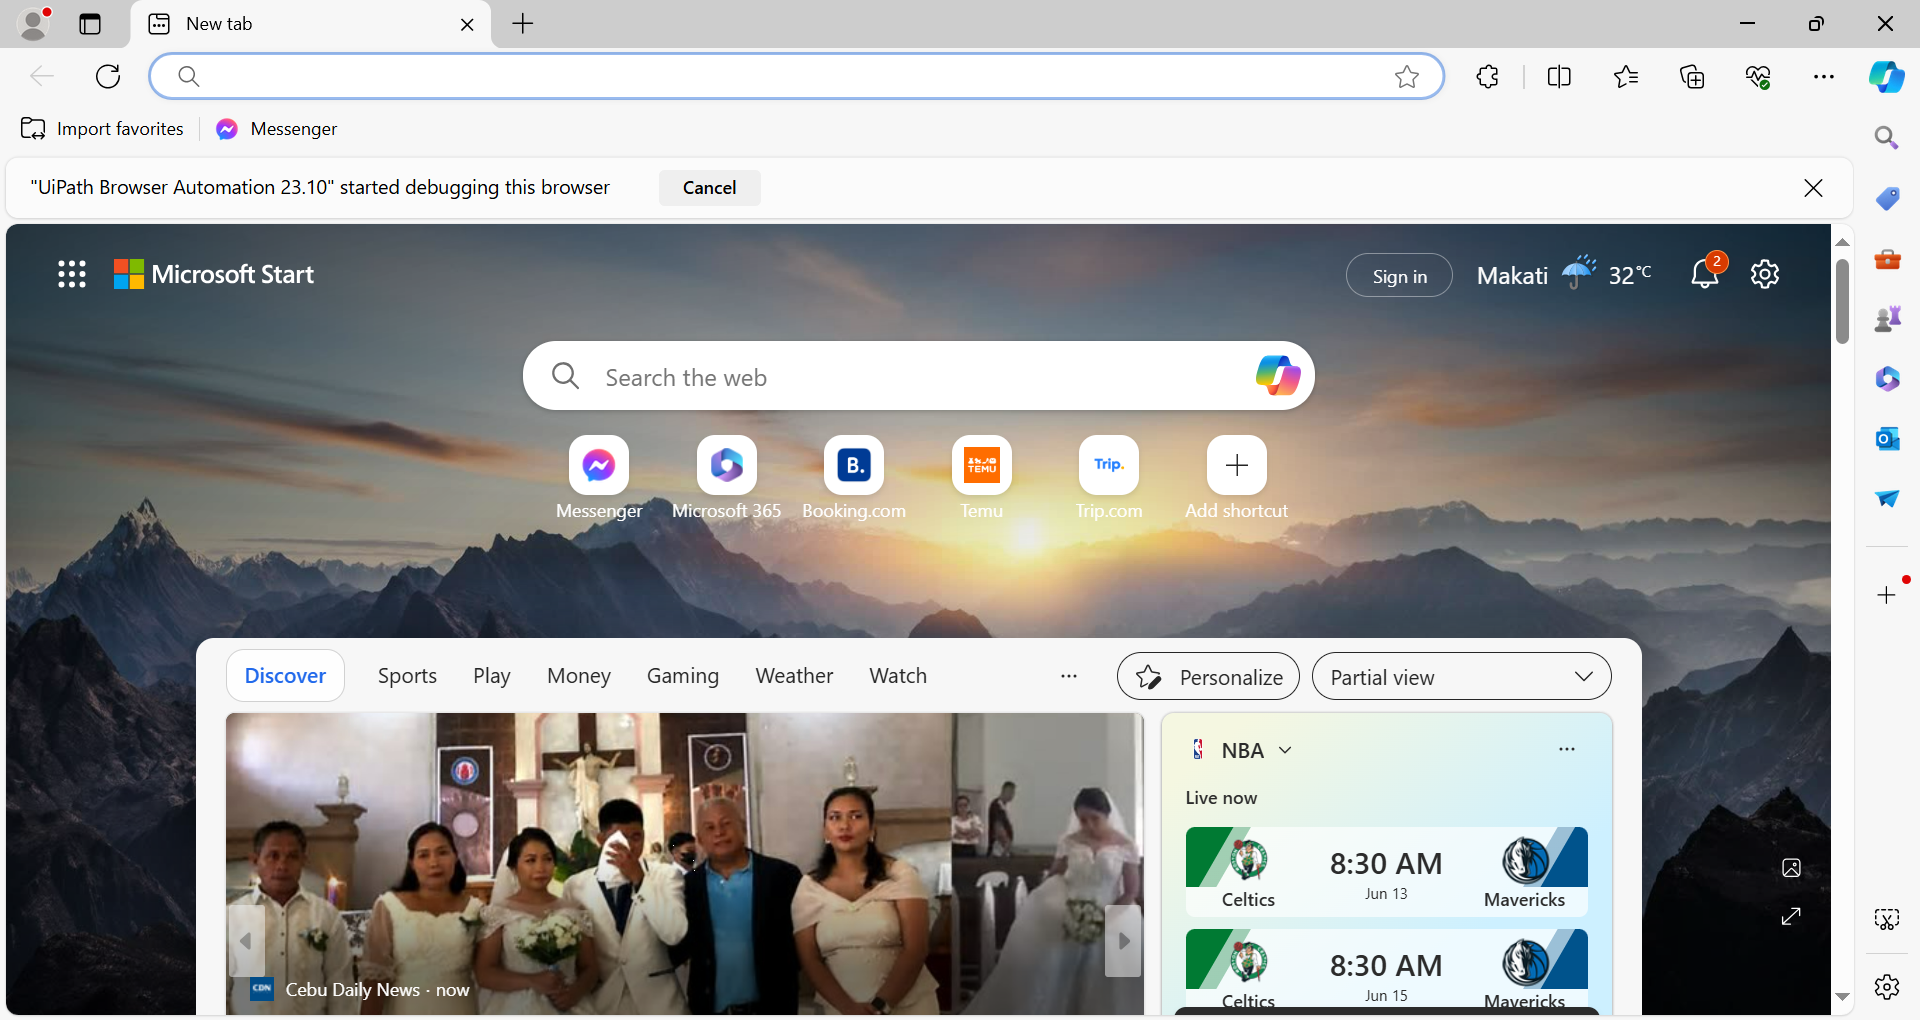 New tab
Import favorites
Messenger
"UiPath Browser Automation 23.10" started debugging this browser
Cancel
Microsoft Start
Sign in
Makati
32°C
2
Search the web
B.
TEMU
Trip.
Messenger
Microsoft 365
Booking.com
Temu
Trip.com
Add shortcut
Discover
Sports
Play
Money
Gaming
Weather
Watch
Personalize
Partial view
NBA
Live now
8:30 AM
Jun 13
Celtics
Mavericks
8:30 AM
Jun 15
Celtics
Mavericks
CDN
Cebu Daily News · now